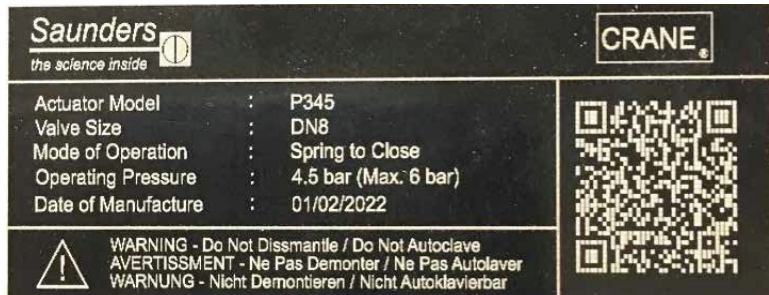 Saunders
the science inside
CRANE®
Actuator Model : P345
Valve Size : DN8
Mode of Operation : Spring to Close
Operating Pressure : 4.5 bar (Max. 6 bar)
Date of Manufacture : 01/02/2022
WARNING - Do Not Dissmantle / Do Not Autoclave
AVERTISSMENT - Ne Pas Demonter / Ne Pas Autolaver
WARNUNG - Nicht Demontieren / Nicht Autoklavierbar